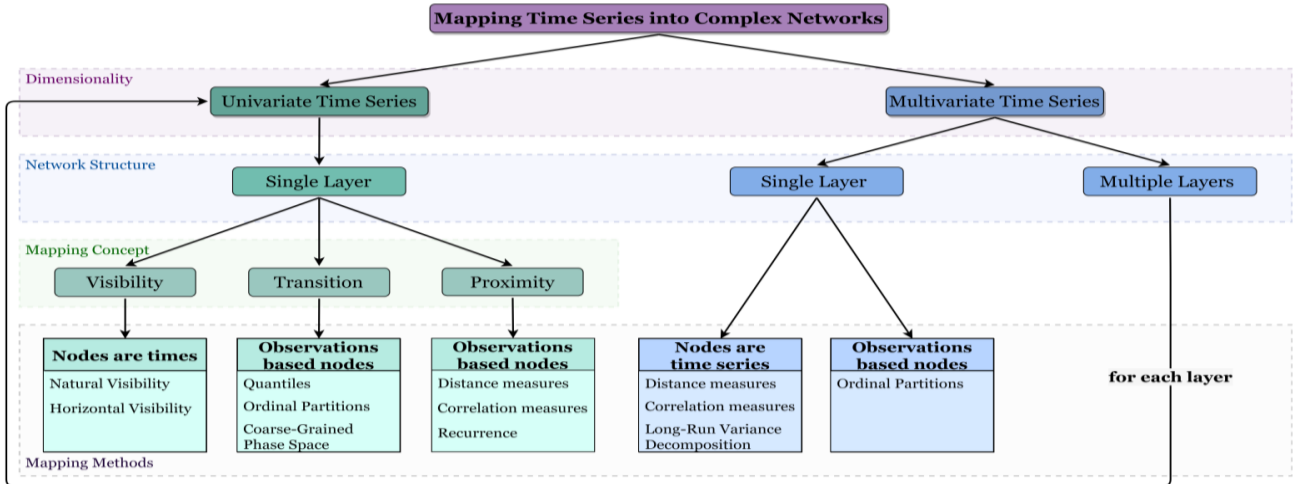 Mapping Time Series into Complex Networks
Dimensionality
Univariate Time Series
Multivariate Time Series
Network Structure
Single Layer
Single Layer
Multiple Layers
Mapping Concept
Visibility
Transition
Proximity
Nodes are times
Natural Visibility
Horizontal Visibility
Observations
based nodes
Quantiles
Ordinal Partitions
Coarse-Grained
Phase Space
Observations
based nodes
Distance measures
Correlation measures
Recurrence
Nodes are
time series
Distance measures
Correlation measures
Long-Run Variance
Decomposition
Observations
based nodes
Ordinal Partitions
for each layer
Mapping Methods